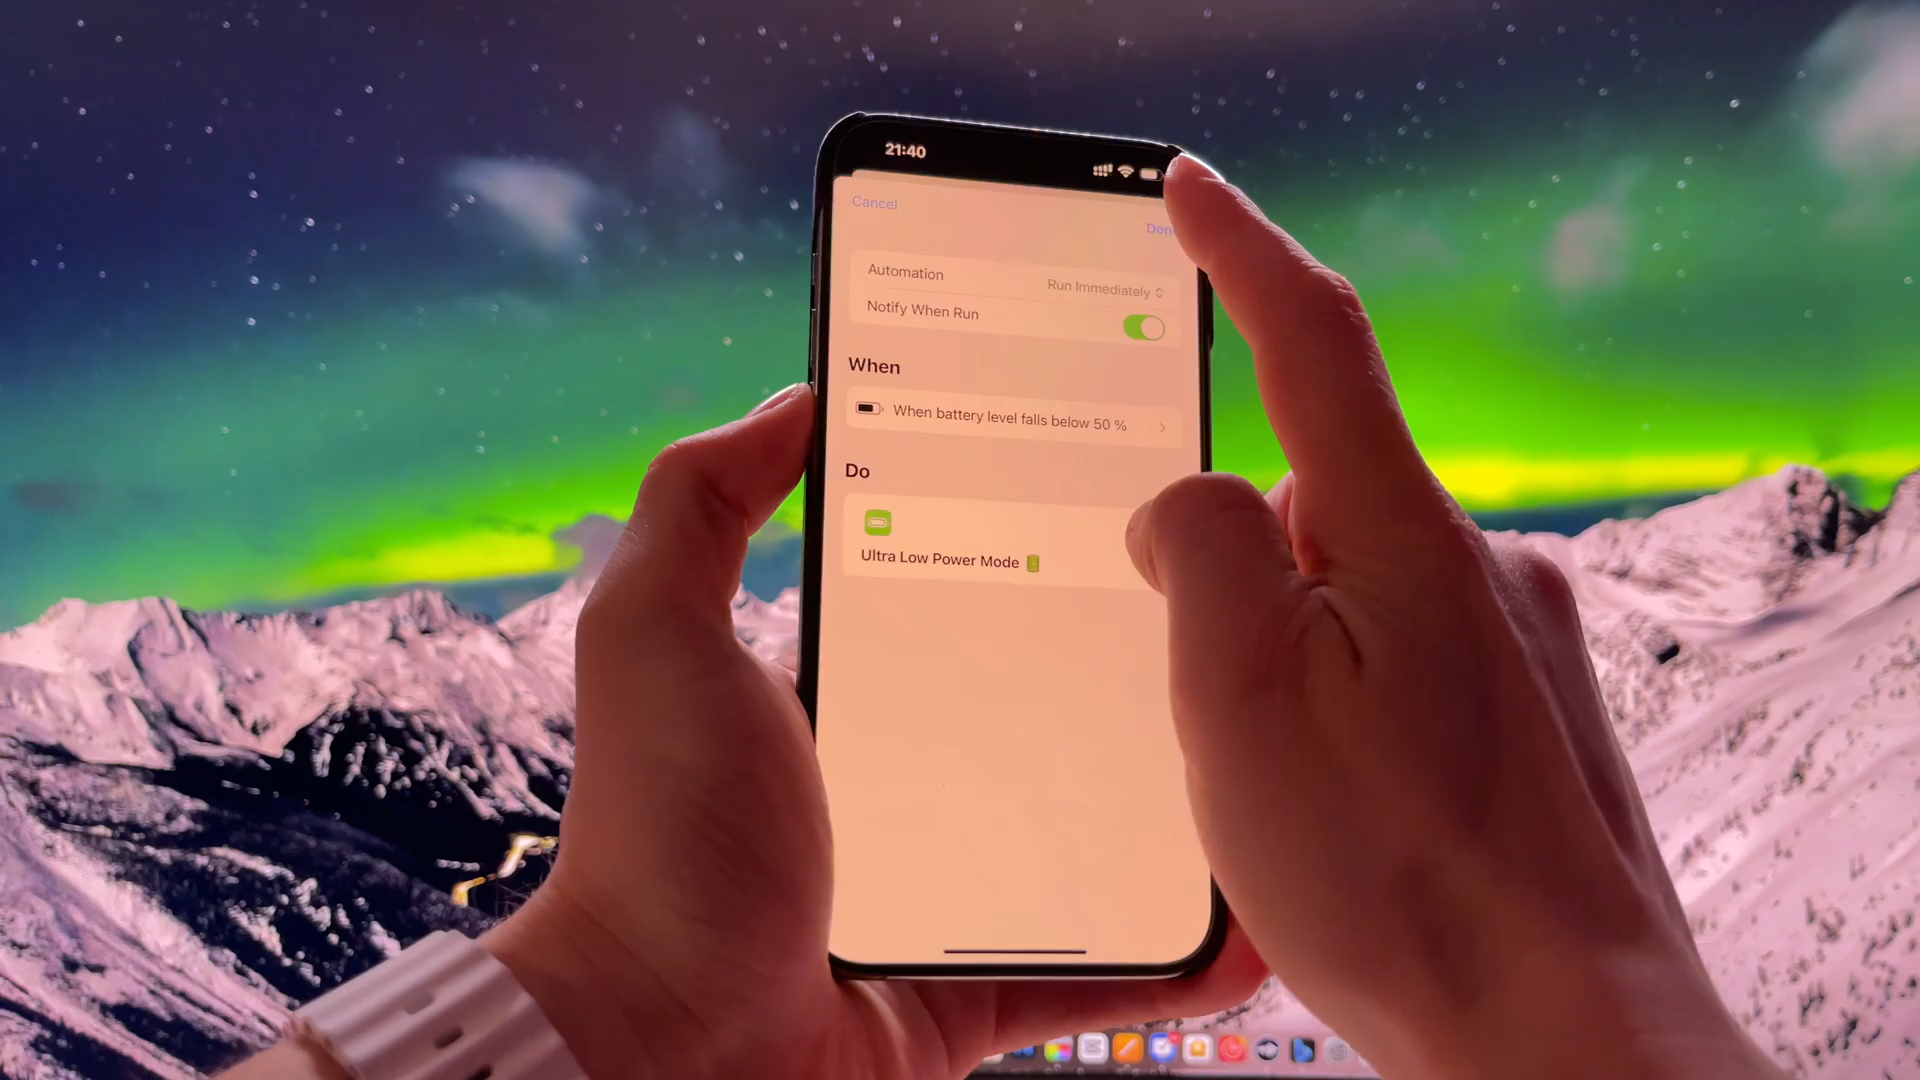 21:40
Cancel
Don
Automation
Run Immediately
Notify When Run
When
When battery level falls below 50 %
Do
Ultra Low Power Mode